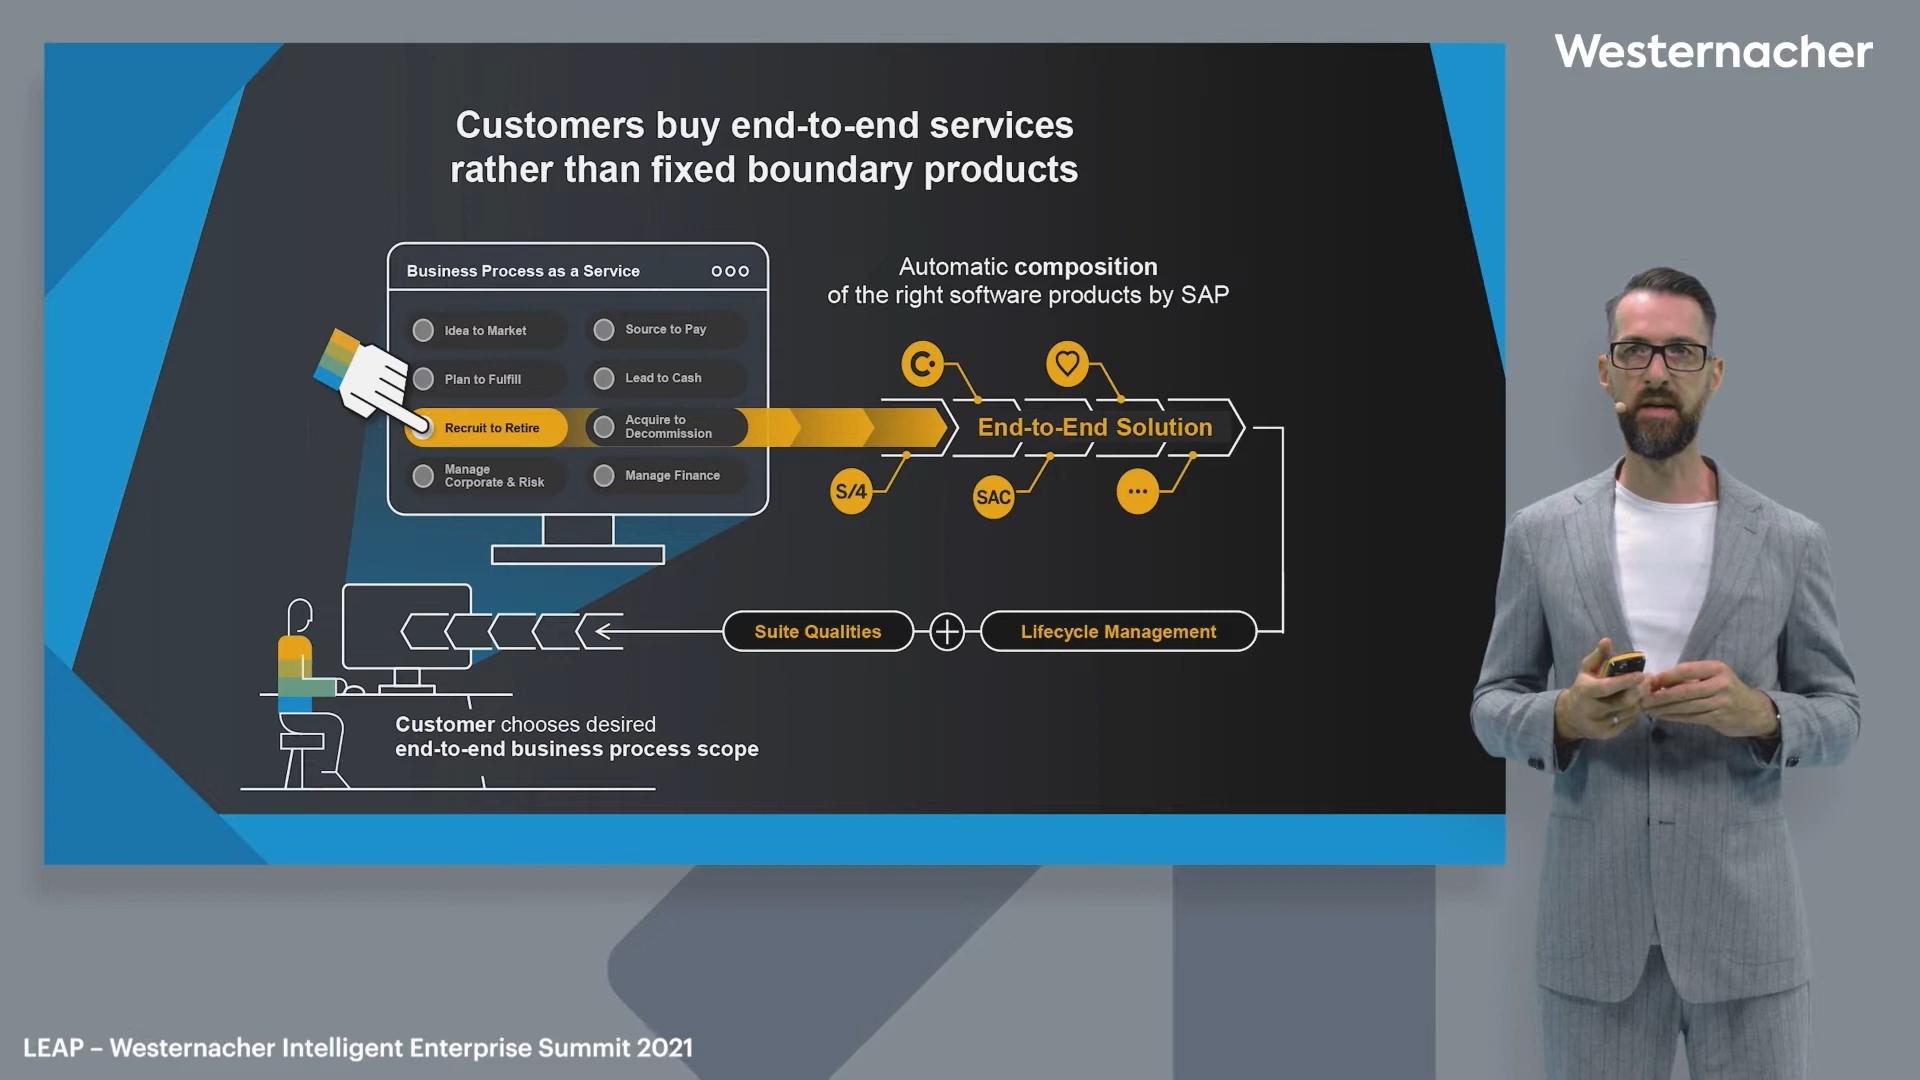 Westernacher
Customers buy end-to-end services
rather than fixed boundary products
Business Process as a Service
Idea to Market
Source to Pay
Plan to Fulfill
Lead to Cash
Recruit to Retire
Acquire to
Decommission
Manage
Corporate & Risk
Manage Finance
Automatic composition
of the right software products by SAP
End-to-End Solution
S/4
SAC
Suite Qualities
Lifecycle Management
Customer chooses desired
end-to-end business process scope
LEAP – Westernacher Intelligent Enterprise Summit 2021